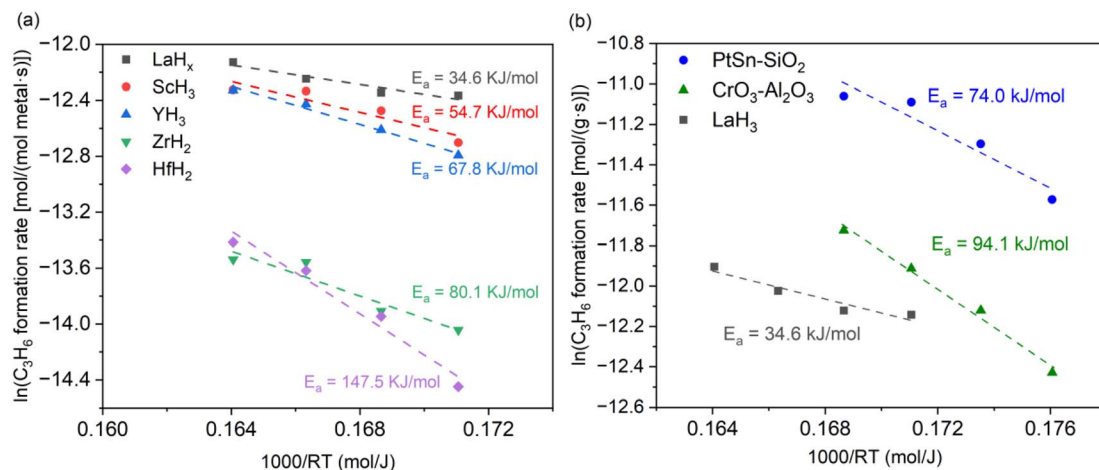 (a)
ln(C₃H₆ formation rate [mol/(mol metal·s)])
−12.0
−12.4
−12.8
−13.2
−13.6
−14.0
−14.4
LaHₓ
ScH₃
YH₃
ZrH₂
HfH₂
Eₐ = 34.6 KJ/mol
Eₐ = 54.7 KJ/mol
Eₐ = 67.8 KJ/mol
Eₐ = 80.1 KJ/mol
Eₐ = 147.5 KJ/mol
0.160 0.164 0.168 0.172
1000/RT (mol/J)
(b)
ln(C₃H₆ formation rate [mol/(g·s)])
−10.8
−11.0
−11.2
−11.4
−11.6
−11.8
−12.0
−12.2
−12.4
−12.6
PtSn-SiO₂
CrO₃-Al₂O₃
LaH₃
Eₐ = 74.0 kJ/mol
Eₐ = 94.1 kJ/mol
Eₐ = 34.6 kJ/mol
0.164 0.168 0.172 0.176
1000/RT (mol/J)